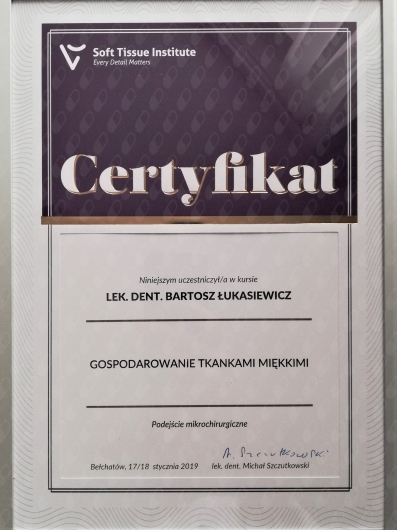 Soft Tissue Institute
Every Detail Matters
Certyfikat
Niniejszym uczestniczył/a w kursie
LEK. DENT. BARTOSZ ŁUKASIEWICZ
GOSPODAROWANIE TKANKAMI MIĘKKIMI
Podejście mikrochirurgiczne
Bełchatów, 17/18 stycznia 2019 lek. dent. Michał Szczutkowski